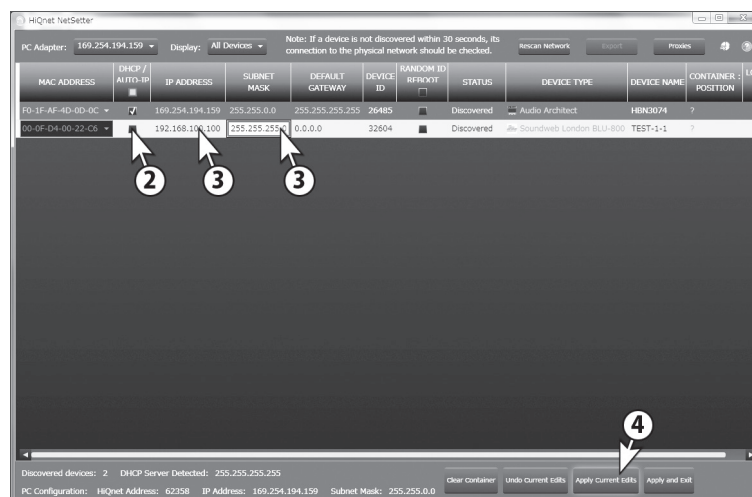 HiQnet NetSetter
PC Adapter: 169.254.194.159 Display: All Devices Note: If a device is not discovered within 30 seconds, its
connection to the physical network should be checked. Rescan Network Export Proxies
MAC ADDRESS DHCP / AUTO-IP IP ADDRESS SUBNET MASK DEFAULT GATEWAY DEVICE ID RANDOM ID REBOOT STATUS DEVICE TYPE DEVICE NAME CONTAINER : POSITION
F0-1F-AF-4D-0D-0C 169.254.194.159 255.255.0.0 255.255.255.255 26485 Discovered Audio Architect HBN3074 ?
00-0F-D4-00-22-C6 192.168.100.100 255.255.255.0 0.0.0.0 32604 Discovered Soundweb London BLU-800 TEST-1-1 ?
2 3 3
4
Discovered devices: 2 DHCP Server Detected: 255.255.255.255
Clear Container Undo Current Edits Apply Current Edits Apply and Exit
PC Configuration: HiQnet Address: 62358 IP Address: 169.254.194.159 Subnet Mask: 255.255.0.0